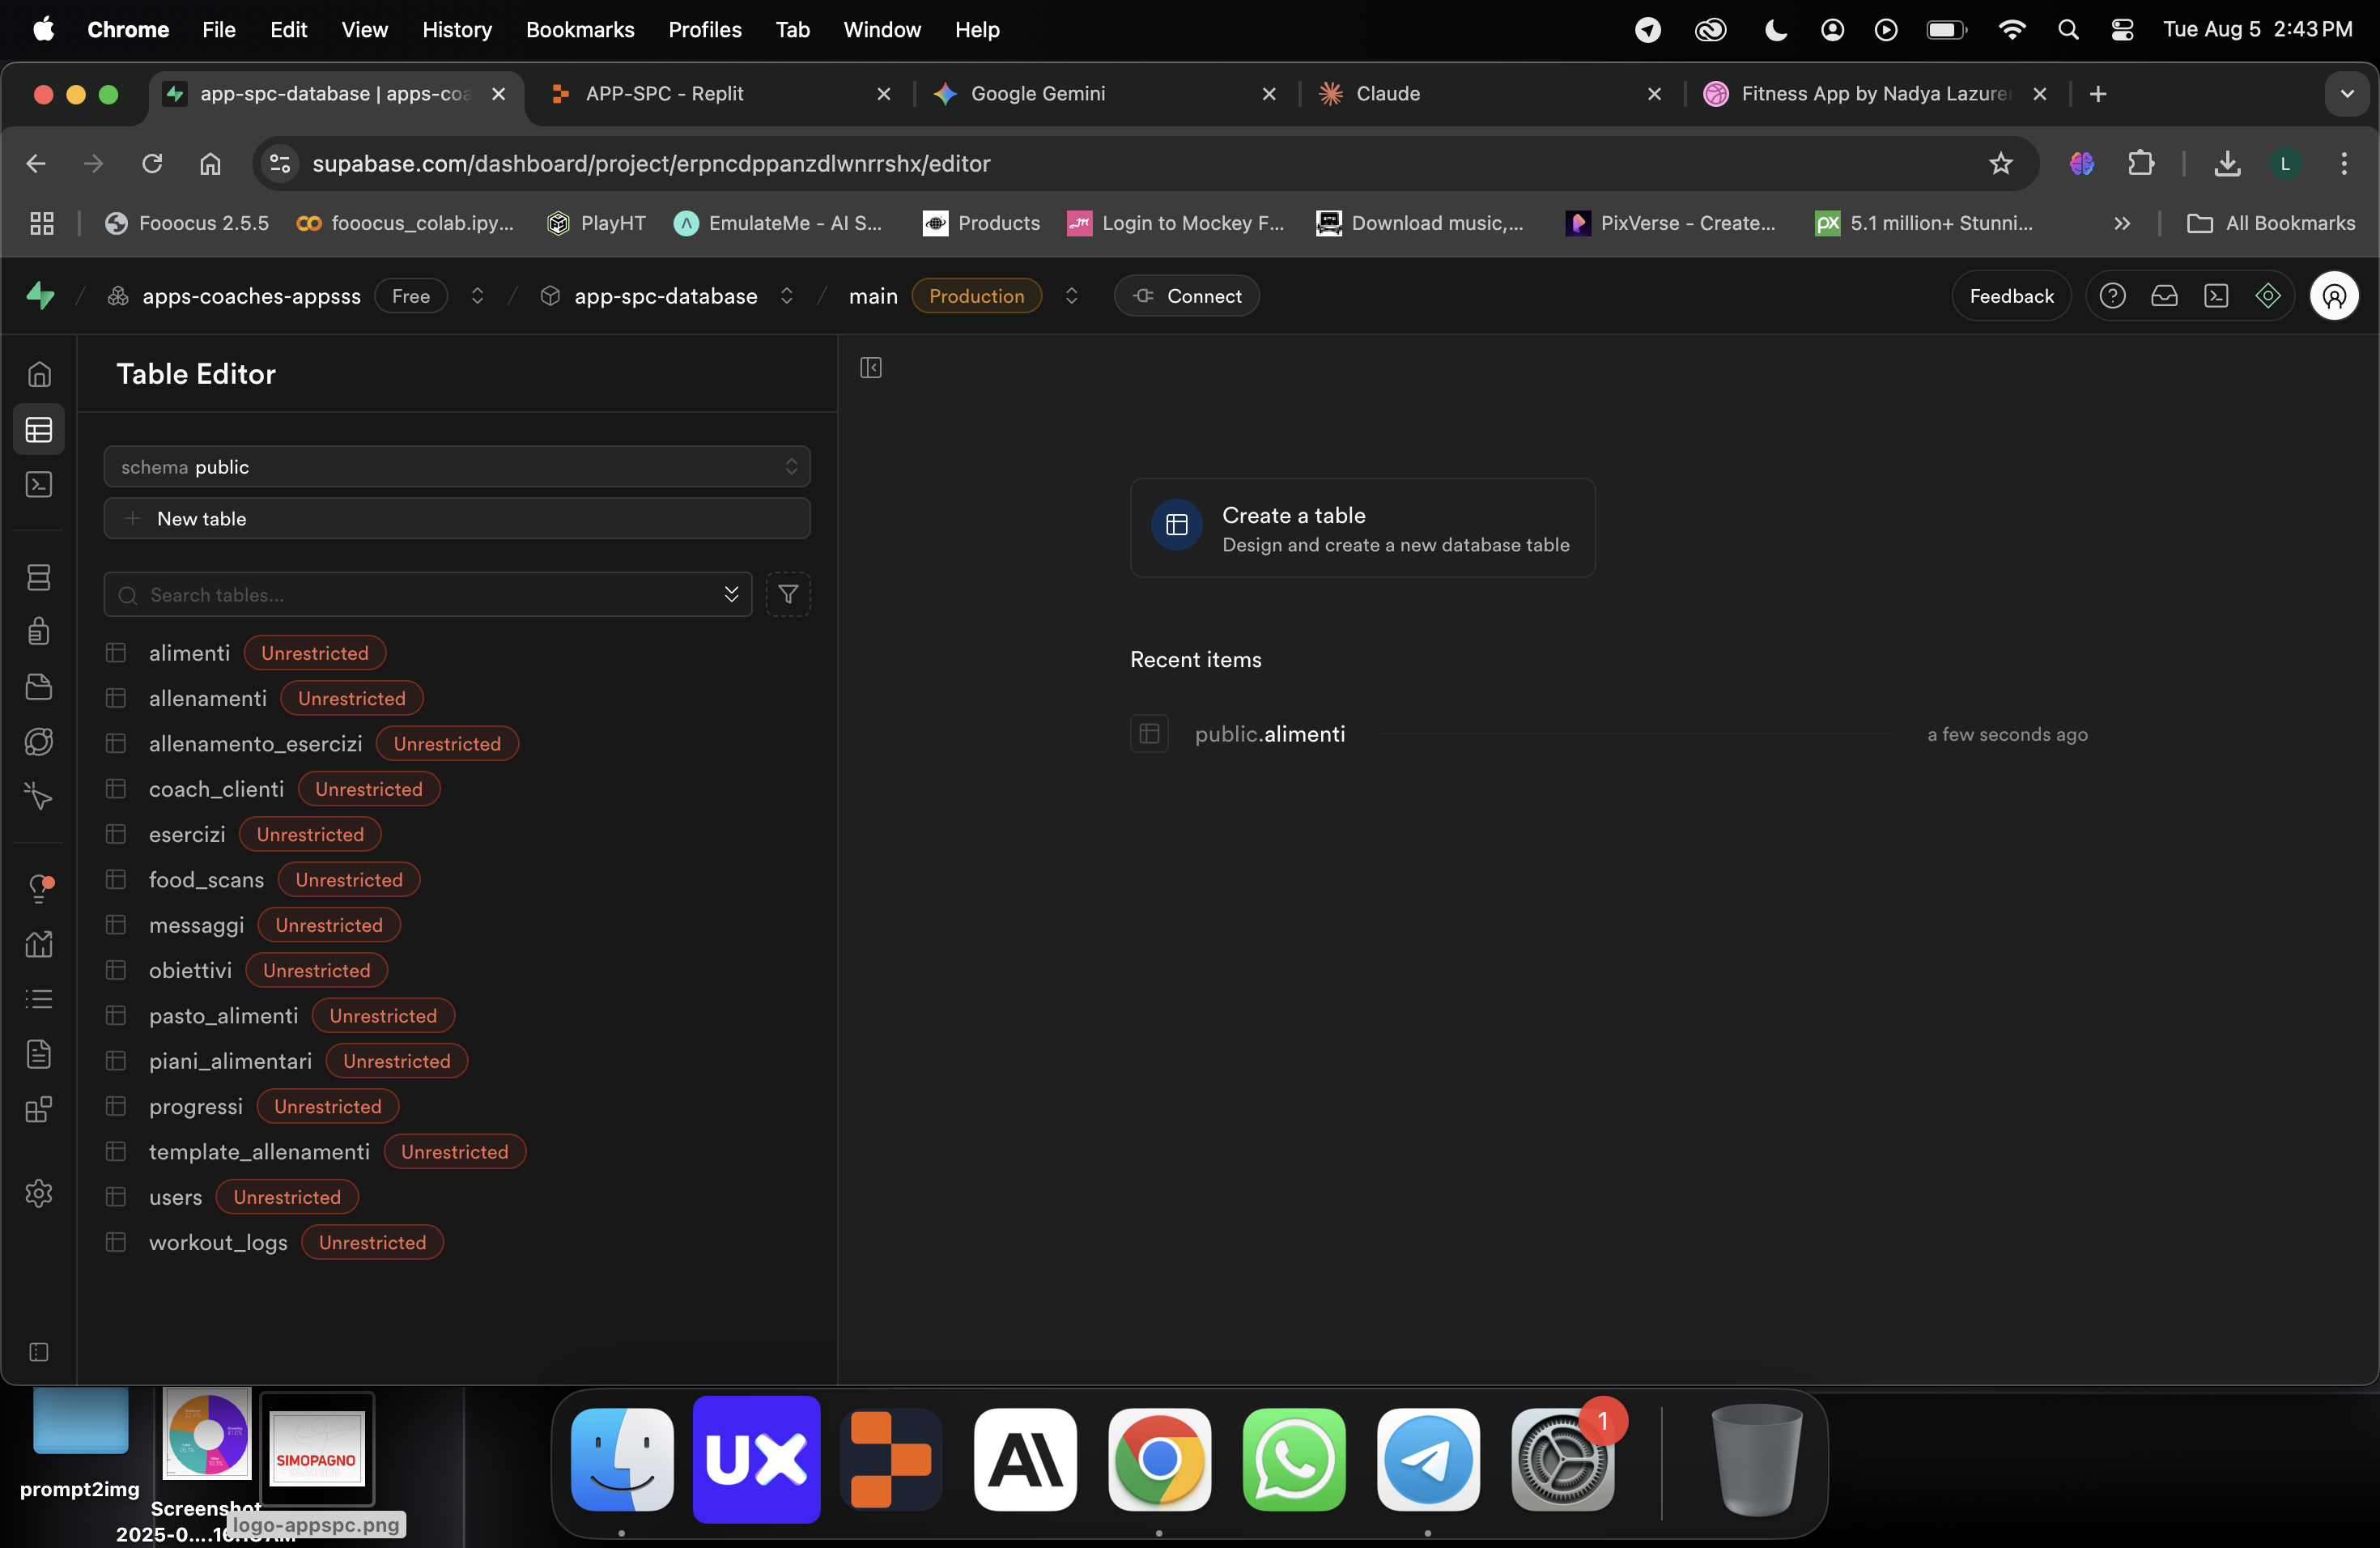 Chrome File Edit View History Bookmarks Profiles Tab Window Help Tue Aug 5 2:43 PM
app-spc-database | apps-coa APP-SPC - Replit Google Gemini Claude Fitness App by Nadya Lazurer
supabase.com/dashboard/project/erpncdppanzdlwnrrshx/editor L
Fooocus 2.5.5 fooocus_colab.ipy... PlayHT EmulateMe - AI S... Products Login to Mockey F... Download music,... PixVerse - Create... px 5.1 million+ Stunni... All Bookmarks
apps-coaches-appsss Free app-spc-database main Production Connect Feedback
Table Editor
schema public
New table
Search tables...
alimenti Unrestricted
allenamenti Unrestricted
allenamento_esercizi Unrestricted
coach_clienti Unrestricted
esercizi Unrestricted
food_scans Unrestricted
messaggi Unrestricted
obiettivi Unrestricted
pasto_alimenti Unrestricted
piani_alimentari Unrestricted
progressi Unrestricted
template_allenamenti Unrestricted
users Unrestricted
workout_logs Unrestricted
Create a table
Design and create a new database table
Recent items
public.alimenti a few seconds ago
prompt2img
Screenshot
2025-0....
SIMOPAGNO
logo-appspc.png
UX
1